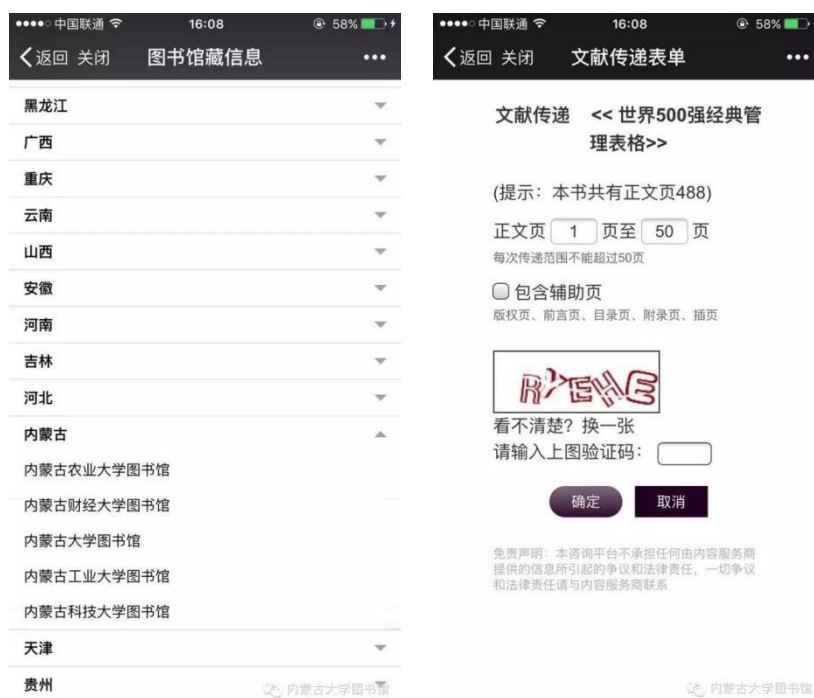 中国联通
16:08
58%
返回 关闭 图书馆藏信息
黑龙江
广西
重庆
云南
山西
安徽
河南
吉林
河北
内蒙古
内蒙古农业大学图书馆
内蒙古财经大学图书馆
内蒙古大学图书馆
内蒙古工业大学图书馆
内蒙古科技大学图书馆
天津
贵州
内蒙古大学图书馆
中国联通
16:08
58%
返回 关闭 文献传递表单
文献传递 << 世界500强经典管
理表格>>
(提示：本书共有正文页488)
正文页 1 页至 50 页
每次传递范围不能超过50页
包含辅助页
版权页、前言页、目录页、附录页、插页
看不清楚？换一张
请输入上图验证码：
确定 取消
免责声明：本咨询平台不承担任何由内容服务商
提供的信息所引起的争议和法律责任，一切争议
和法律责任请与内容服务商联系
内蒙古大学图书馆